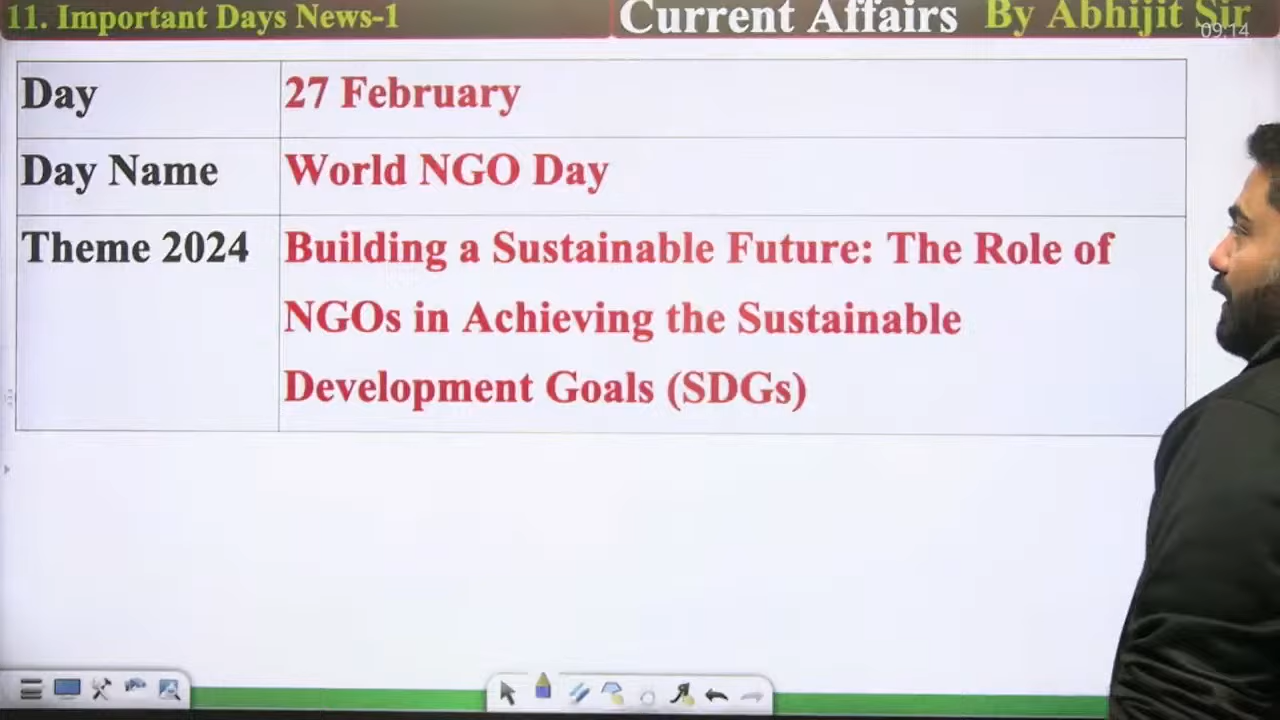 11. Important Days News-1
Current Affairs By Abhijit Sir
09:14
Day
27 February
Day Name
World NGO Day
Theme 2024
Building a Sustainable Future: The Role of
NGOs in Achieving the Sustainable
Development Goals (SDGs)